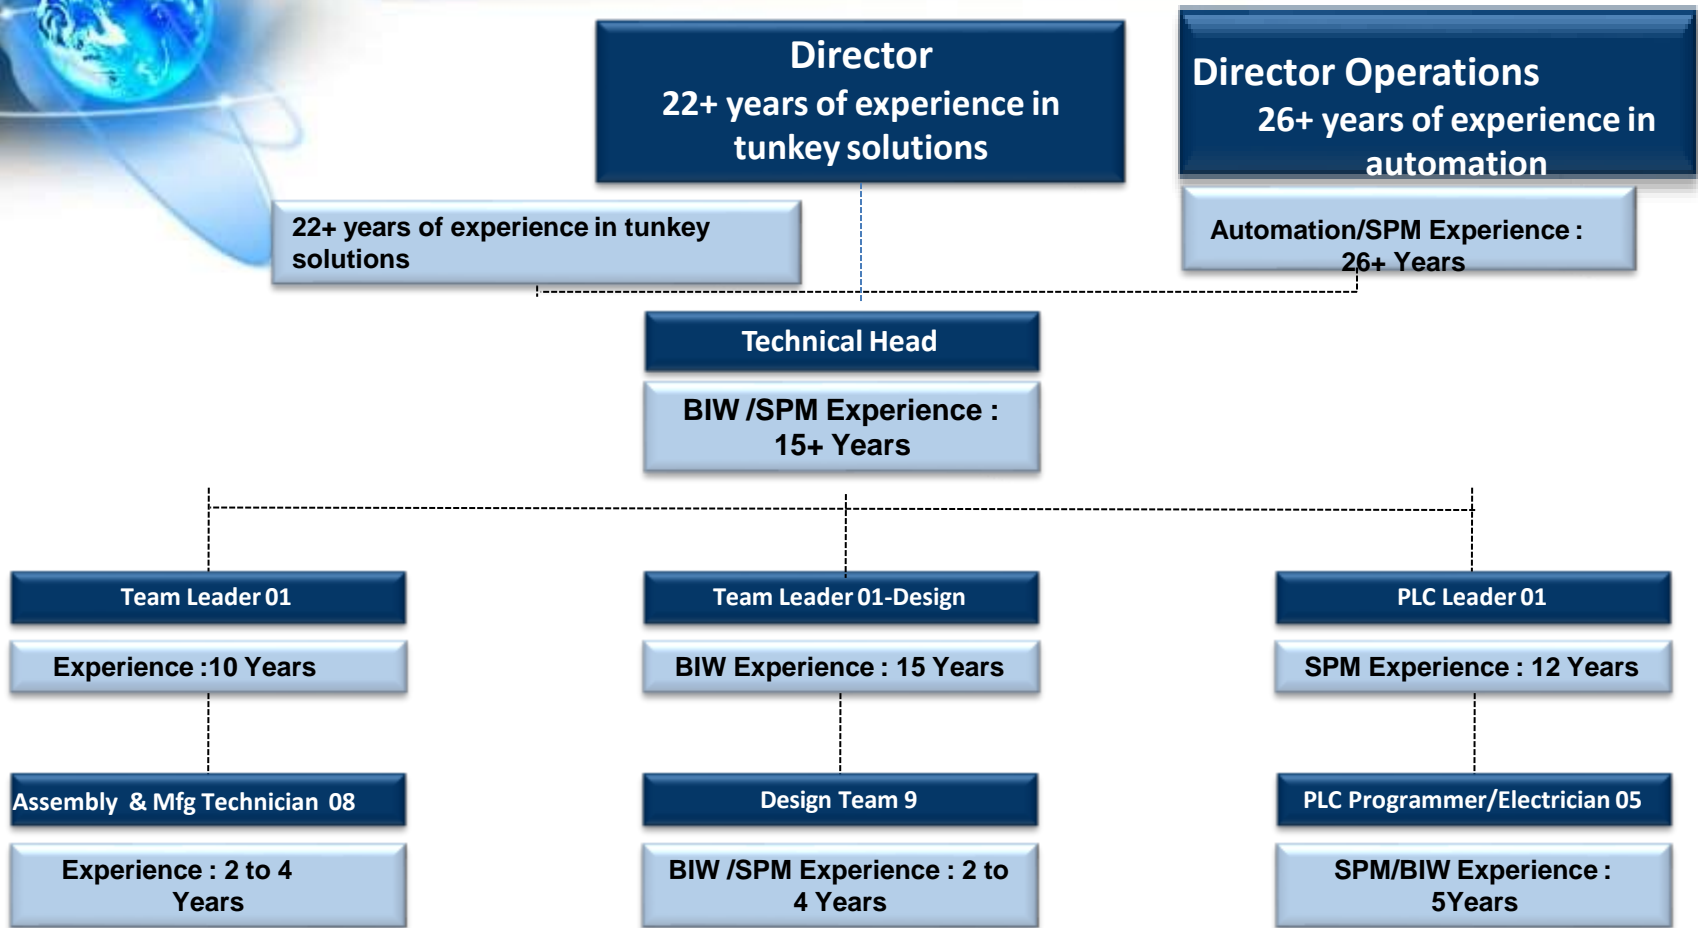 Director
22+ years of experience in
tunkey solutions
Director Operations
26+ years of experience in
automation
22+ years of experience in tunkey
solutions
Automation/SPM Experience :
26+ Years
Technical Head
BIW /SPM Experience :
15+ Years
Team Leader 01
Team Leader 01-Design
PLC Leader 01
Experience :10 Years
BIW Experience : 15 Years
SPM Experience : 12 Years
Assembly & Mfg Technician 08
Design Team 9
PLC Programmer/Electrician 05
Experience : 2 to 4
Years
BIW /SPM Experience : 2 to
4 Years
SPM/BIW Experience :
5Years